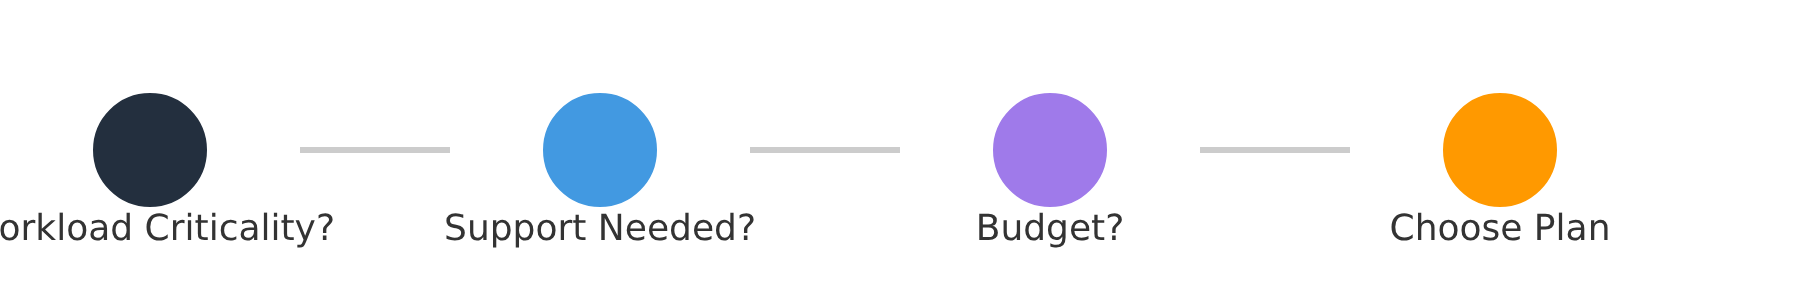 orkload Criticality?
Support Needed?
Budget?
Choose Plan